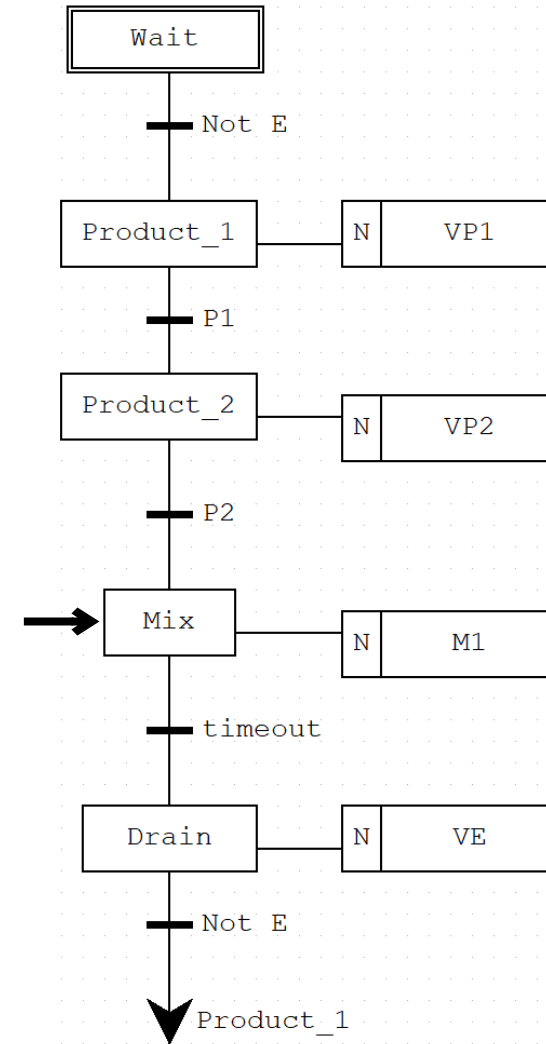 Wait
Not E
Product_1
N
VP1
P1
Product_2
N
VP2
P2
Mix
N
M1
timeout
Drain
N
VE
Not E
Product_1